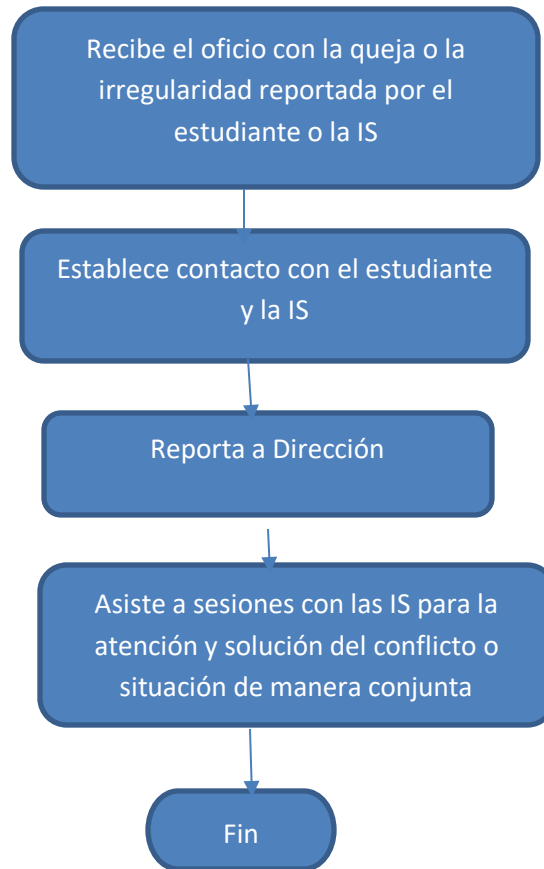 Recibe el oficio con la queja o la
irregularidad reportada por el
estudiante o la IS
Establece contacto con el estudiante
y la IS
Reporta a Dirección
Asiste a sesiones con las IS para la
atención y solución del conflicto o
situación de manera conjunta
Fin